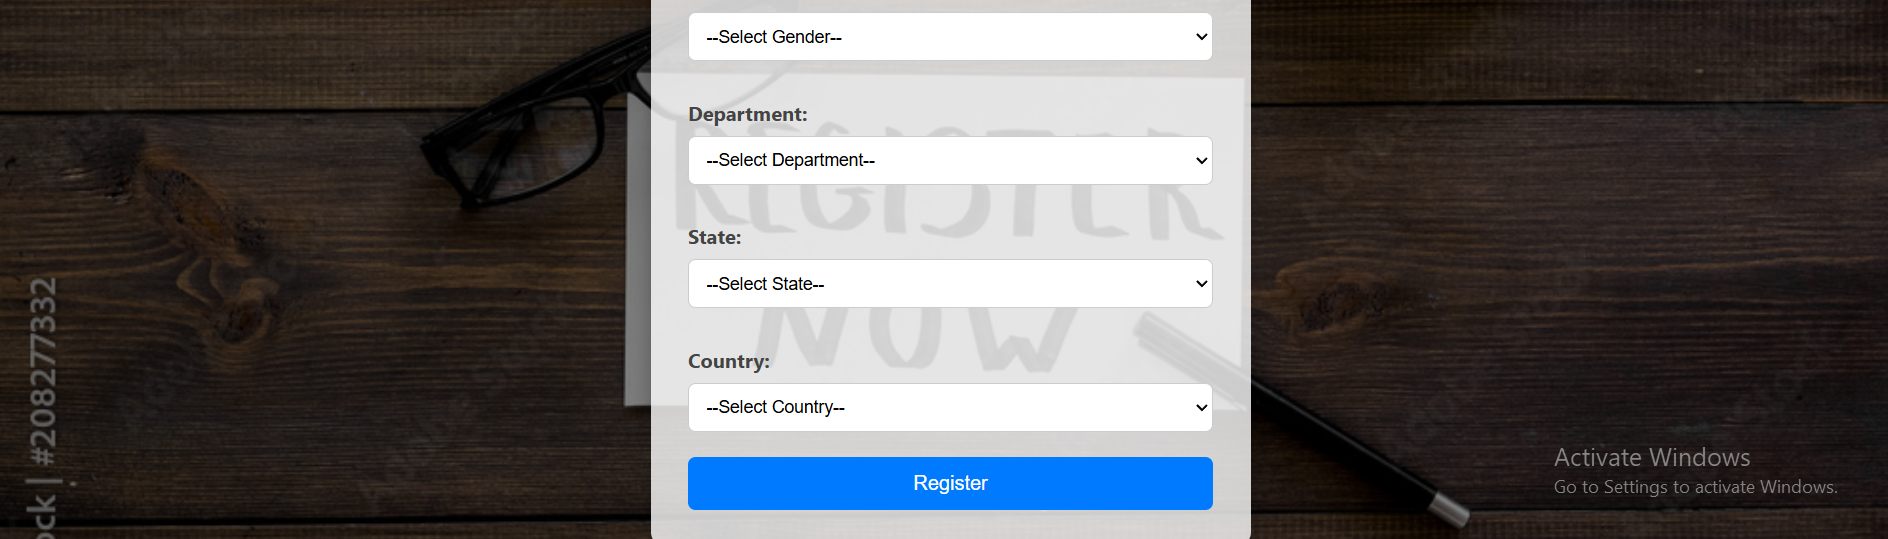 --Select Gender--
Department:
--Select Department--
REGISTER
State:
--Select State--
NOW
Country:
--Select Country--
Register
Activate Windows
Go to Settings to activate Windows.
ock | #208277332